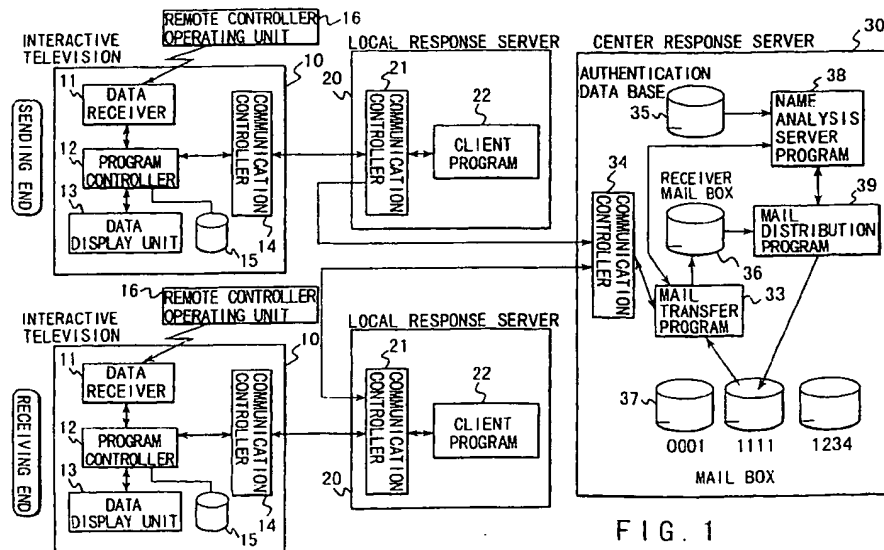 REMOTE CONTROLLER
OPERATING UNIT
16
INTERACTIVE
TELEVISION
10
SENDING END
11
DATA
RECEIVER
12
PROGRAM
CONTROLLER
13
DATA
DISPLAY UNIT
15
COMMUNICATION
CONTROLLER
14
LOCAL RESPONSE SERVER
20
21
COMMUNICATION
CONTROLLER
22
CLIENT
PROGRAM
CENTER RESPONSE SERVER
30
AUTHENTICATION
DATA BASE
35
38
NAME
ANALYSIS
SERVER
PROGRAM
34
COMMUNICATION
CONTROLLER
RECEIVER
MAIL BOX
36
39
MAIL
DISTRIBUTION
PROGRAM
33
MAIL
TRANSFER
PROGRAM
37
0001
1111
1234
MAIL BOX
16
REMOTE CONTROLLER
OPERATING UNIT
INTERACTIVE
TELEVISION
10
RECEIVING END
11
DATA
RECEIVER
12
PROGRAM
CONTROLLER
13
DATA
DISPLAY UNIT
15
COMMUNICATION
CONTROLLER
14
LOCAL RESPONSE SERVER
21
COMMUNICATION
CONTROLLER
22
CLIENT
PROGRAM
20
FIG. 1